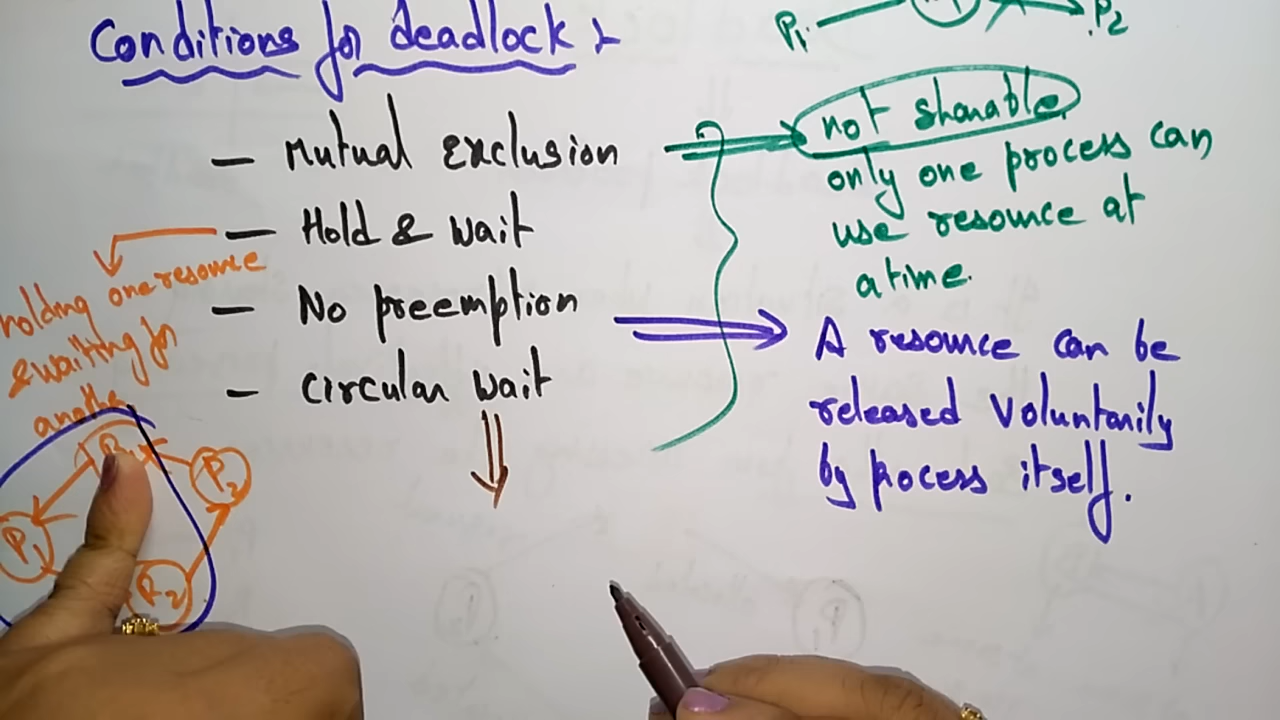 Conditions for deadlock :-
P1
P2
— Mutual Exclusion
not sharable
only one process can
use resource at
a time.
— Hold & Wait
holding one resource
& waiting for
another
— No preemption
A resource can be
released voluntarily
by pocess itself.
— circular wait
P2
P1
R2